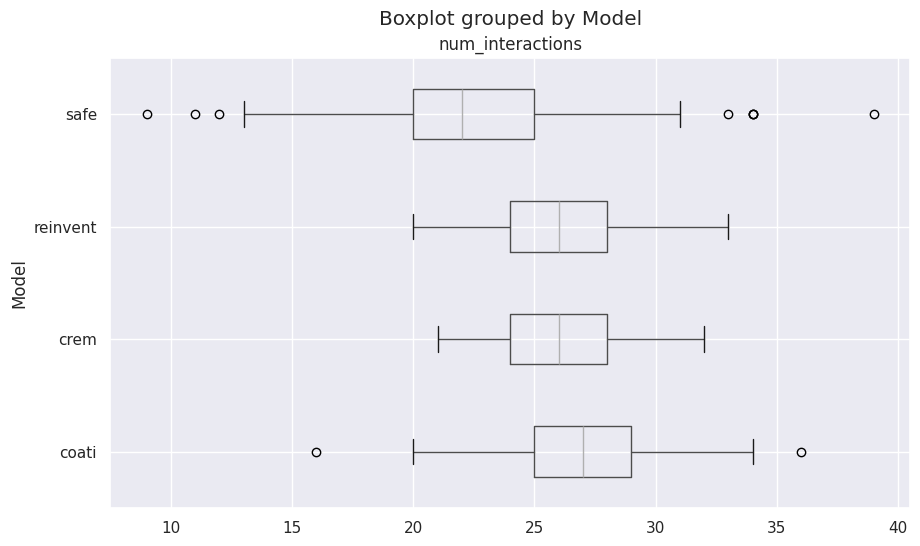 Boxplot grouped by Model
num_interactions
safe
reinvent
crem
coati
Model
10 15 20 25 30 35 40